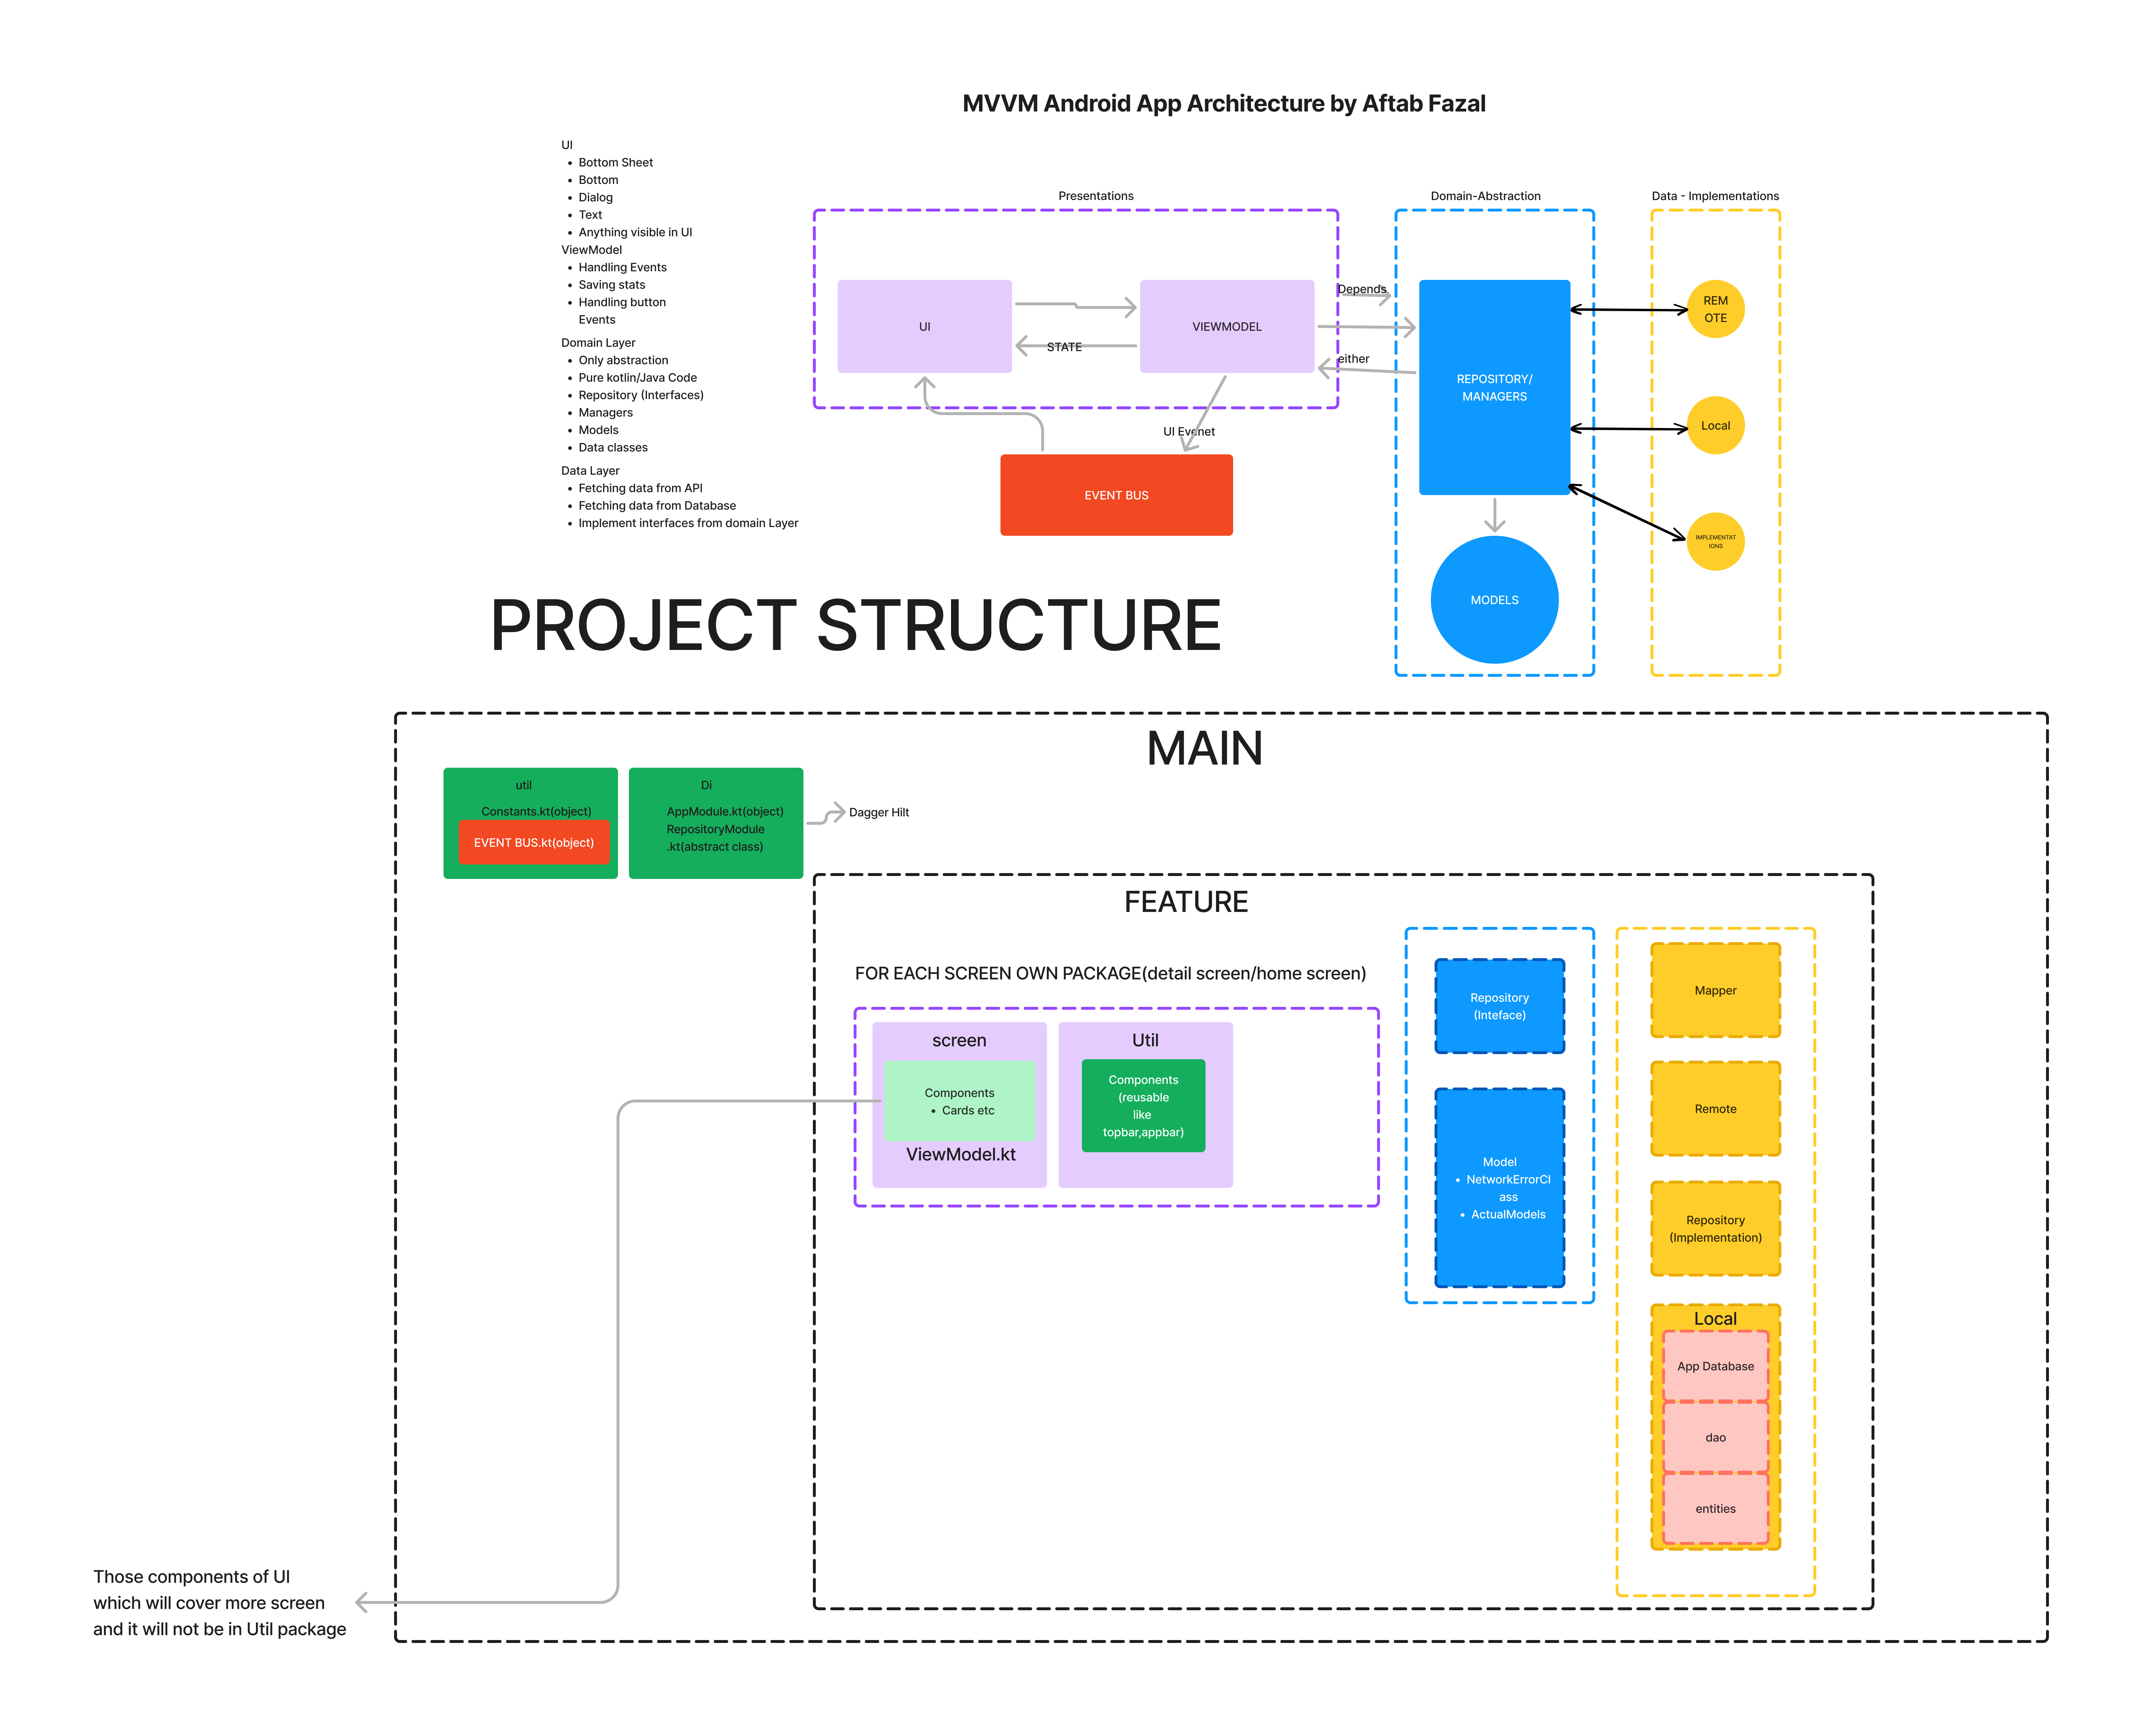 MVVM Android App Architecture by Aftab Fazal
UI
• Bottom Sheet
• Bottom
• Dialog
• Text
• Anything visible in UI
ViewModel
• Handling Events
• Saving stats
• Handling button
Events
Domain Layer
• Only abstraction
• Pure kotlin/Java Code
• Repository (Interfaces)
• Managers
• Models
• Data classes
Data Layer
• Fetching data from API
• Fetching data from Database
• Implement interfaces from domain Layer
Presentations
UI
VIEWMODEL
STATE
UI Evenet
EVENT BUS
Depends
either
Domain-Abstraction
REPOSITORY/
MANAGERS
MODELS
Data - Implementations
REM
OTE
Local
IMPLEMENTAT
IONS
PROJECT STRUCTURE
MAIN
util
Constants.kt(object)
EVENT BUS.kt(object)
Di
AppModule.kt(object)
RepositoryModule
.kt(abstract class)
Dagger Hilt
FEATURE
FOR EACH SCREEN OWN PACKAGE(detail screen/home screen)
screen
Components
• Cards etc
ViewModel.kt
Util
Components
(reusable
like
topbar,appbar)
Repository
(Inteface)
Model
• NetworkErrorCl
ass
• ActualModels
Mapper
Remote
Repository
(Implementation)
Local
App Database
dao
entities
Those components of UI
which will cover more screen
and it will not be in Util package